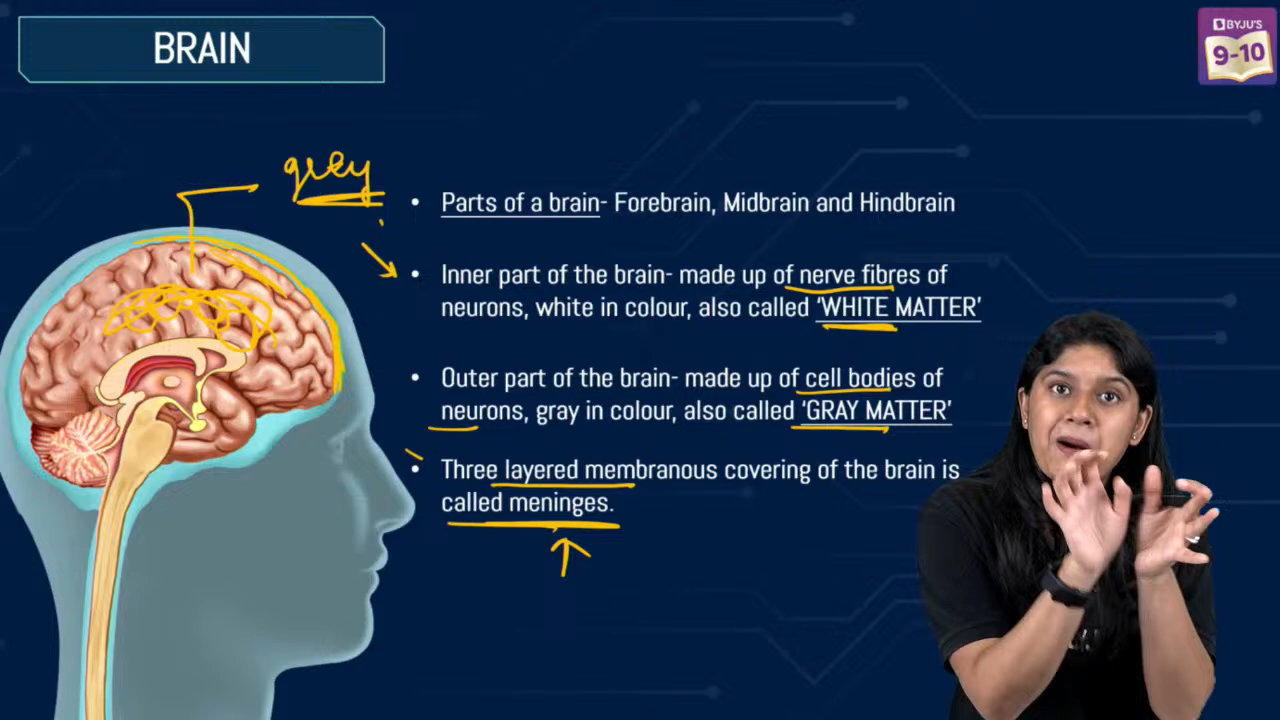 BRAIN
BYJU'S
9-10
grey
• Parts of a brain- Forebrain, Midbrain and Hindbrain
• Inner part of the brain- made up of nerve fibres of
neurons, white in colour, also called ‘WHITE MATTER’
• Outer part of the brain- made up of cell bodies of
neurons, gray in colour, also called ‘GRAY MATTER’
• Three layered membranous covering of the brain is
called meninges.